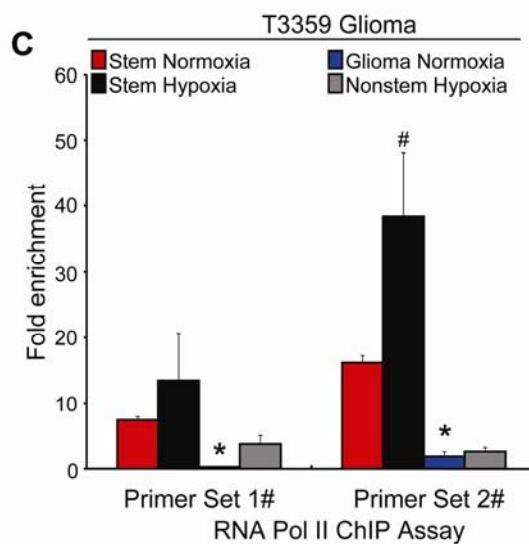 C
T3359 Glioma
Stem Normoxia
Glioma Normoxia
Stem Hypoxia
Nonstem Hypoxia
60
50
40
30
20
10
0
Fold enrichment
*
#
*
Primer Set 1#
Primer Set 2#
RNA Pol II ChIP Assay